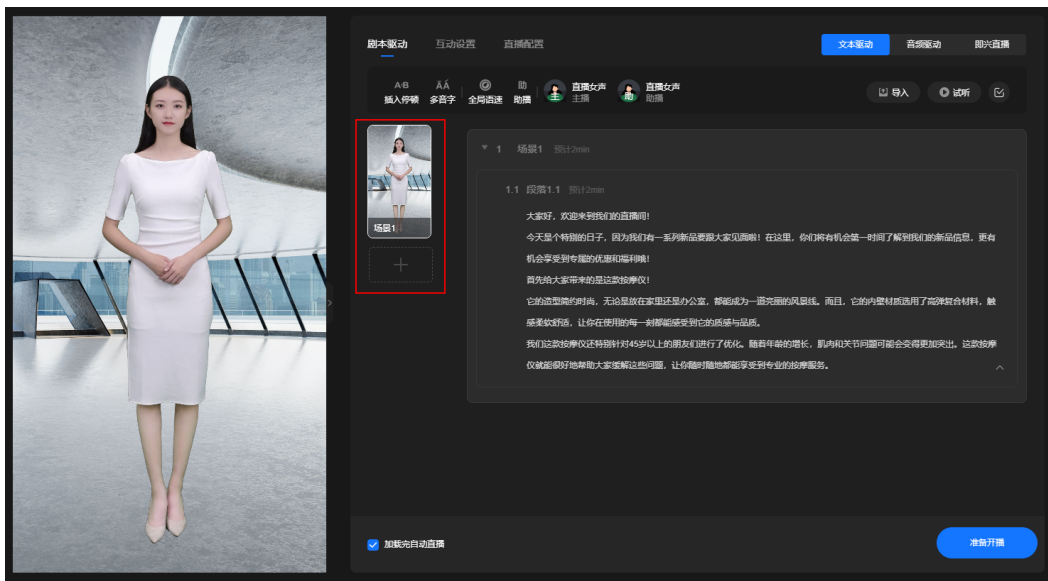 剧本驱动 互动设置 直播配置 文本驱动 音频驱动 即兴直播
A·B ĂÁ 助
插入停顿 多音字 全局语速 助播 主 直播女声 主播 助 直播女声 助播 导入 试听
场景1
1 场景1 预计2min
1.1 段落1.1 预计2min
大家好，欢迎来到我们的直播间！
今天是个特别的日子，因为我们有一系列新品要跟大家见面啦！在这里，你们将有机会第一时间了解到我们的新品信息，更有
机会享受到专属的优惠和福利哦！
首先给大家带来的是这款按摩仪！
它的造型简约时尚，无论是放在家里还是办公室，都能成为一道亮丽的风景线。而且，它的内壁材质选用了高弹复合材料，触
感柔软舒适，让你在使用的每一刻都能感受到它的质感与品质。
我们这款按摩仪还特别针对45岁以上的朋友们进行了优化。随着年龄的增长，肌肉和关节问题可能会变得更加突出。这款按摩
仪就能很好地帮助大家缓解这些问题，让你随时随地都能享受到专业的按摩服务。
加载完自动直播
准备开播